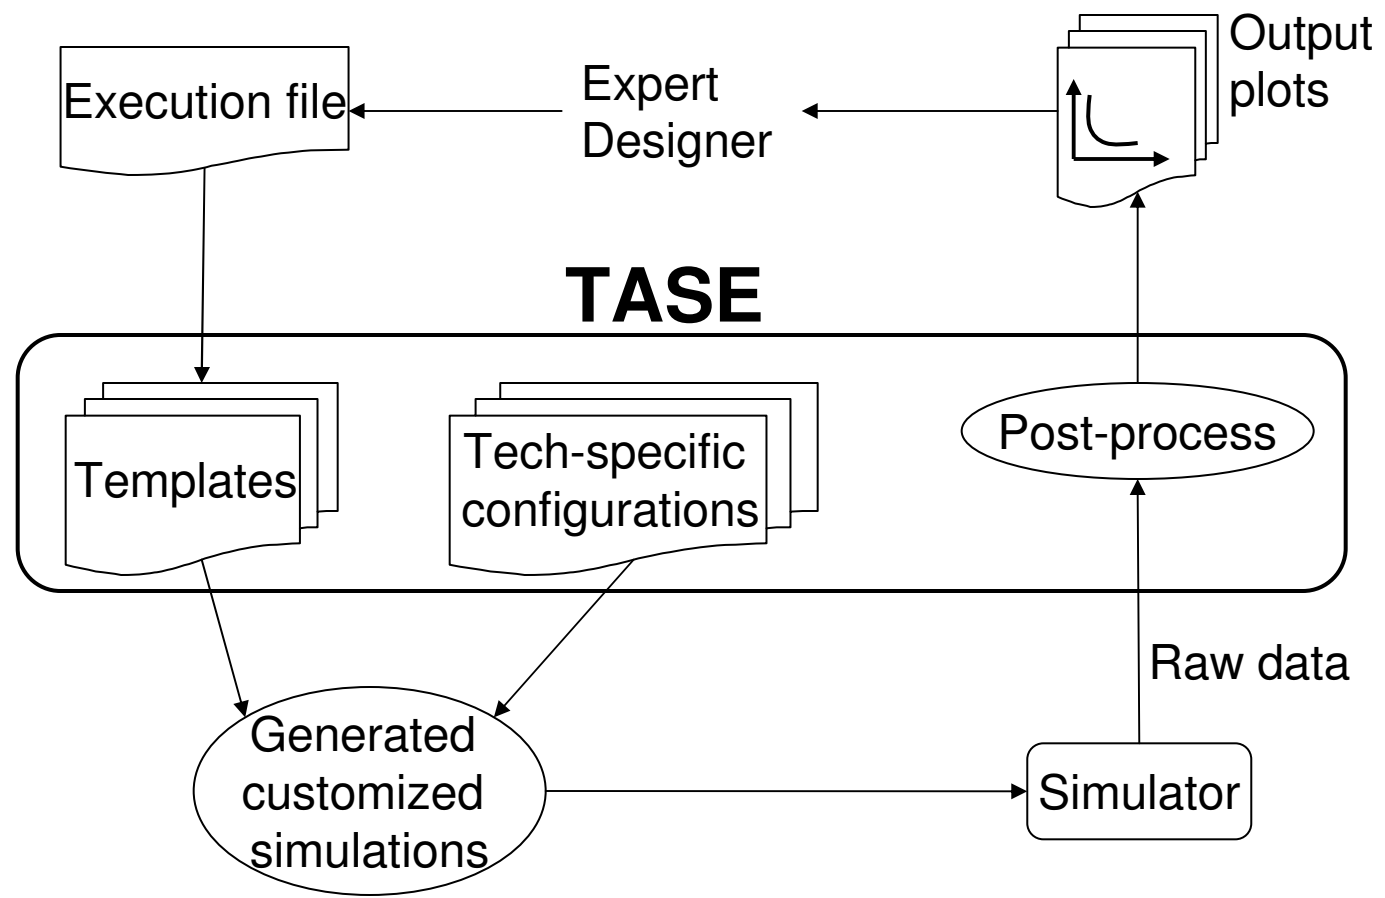 Execution file
Expert
Designer
Output
plots
TASE
Templates
Tech-specific
configurations
Post-process
Raw data
Generated
customized
simulations
Simulator